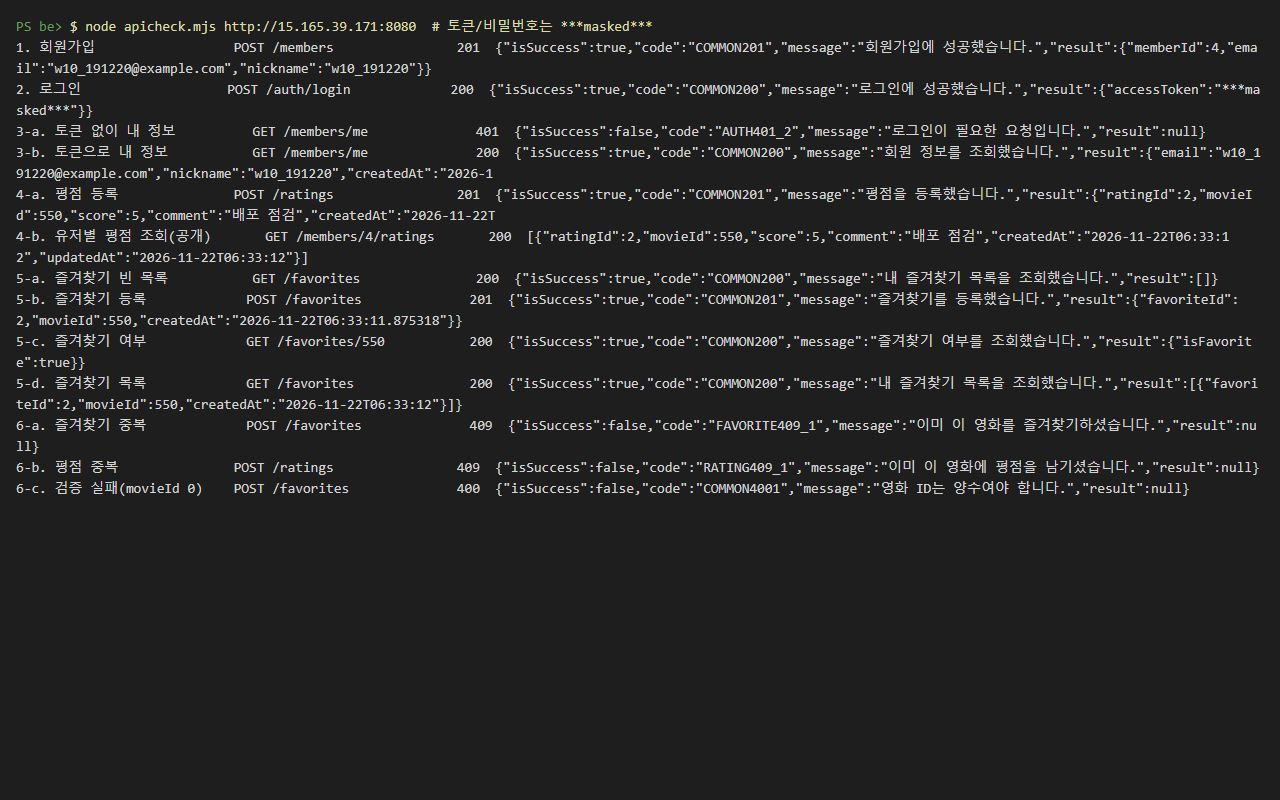 PS be> $ node apicheck.mjs http://15.165.39.171:8080  # 토큰/비밀번호는 ***masked***
1. 회원가입                  POST /members                201  {"isSuccess":true,"code":"COMMON201","message":"회원가입에 성공했습니다.","result":{"memberId":4,"ema
il":"w10_191220@example.com","nickname":"w10_191220"}}
2. 로그인                   POST /auth/login             200  {"isSuccess":true,"code":"COMMON200","message":"로그인에 성공했습니다.","result":{"accessToken":"***ma
sked***"}}
3-a. 토큰 없이 내 정보          GET /members/me              401  {"isSuccess":false,"code":"AUTH401_2","message":"로그인이 필요한 요청입니다.","result":null}
3-b. 토큰으로 내 정보           GET /members/me              200  {"isSuccess":true,"code":"COMMON200","message":"회원 정보를 조회했습니다.","result":{"email":"w10_1
91220@example.com","nickname":"w10_191220","createdAt":"2026-1
4-a. 평점 등록               POST /ratings                201  {"isSuccess":true,"code":"COMMON201","message":"평점을 등록했습니다.","result":{"ratingId":2,"movieI
d":550,"score":5,"comment":"배포 점검","createdAt":"2026-11-22T
4-b. 유저별 평점 조회(공개)       GET /members/4/ratings       200  [{"ratingId":2,"movieId":550,"score":5,"comment":"배포 점검","createdAt":"2026-11-22T06:33:1
2","updatedAt":"2026-11-22T06:33:12"}]
5-a. 즐겨찾기 빈 목록           GET /favorites               200  {"isSuccess":true,"code":"COMMON200","message":"내 즐겨찾기 목록을 조회했습니다.","result":[]}
5-b. 즐겨찾기 등록             POST /favorites              201  {"isSuccess":true,"code":"COMMON201","message":"즐겨찾기를 등록했습니다.","result":{"favoriteId":
2,"movieId":550,"createdAt":"2026-11-22T06:33:11.875318"}}
5-c. 즐겨찾기 여부             GET /favorites/550           200  {"isSuccess":true,"code":"COMMON200","message":"즐겨찾기 여부를 조회했습니다.","result":{"isFavorit
e":true}}
5-d. 즐겨찾기 목록             GET /favorites               200  {"isSuccess":true,"code":"COMMON200","message":"내 즐겨찾기 목록을 조회했습니다.","result":[{"favori
teId":2,"movieId":550,"createdAt":"2026-11-22T06:33:12"}]}
6-a. 즐겨찾기 중복             POST /favorites              409  {"isSuccess":false,"code":"FAVORITE409_1","message":"이미 이 영화를 즐겨찾기하셨습니다.","result":nu
ll}
6-b. 평점 중복               POST /ratings                409  {"isSuccess":false,"code":"RATING409_1","message":"이미 이 영화에 평점을 남기셨습니다.","result":null}
6-c. 검증 실패(movieId 0)    POST /favorites              400  {"isSuccess":false,"code":"COMMON4001","message":"영화 ID는 양수여야 합니다.","result":null}